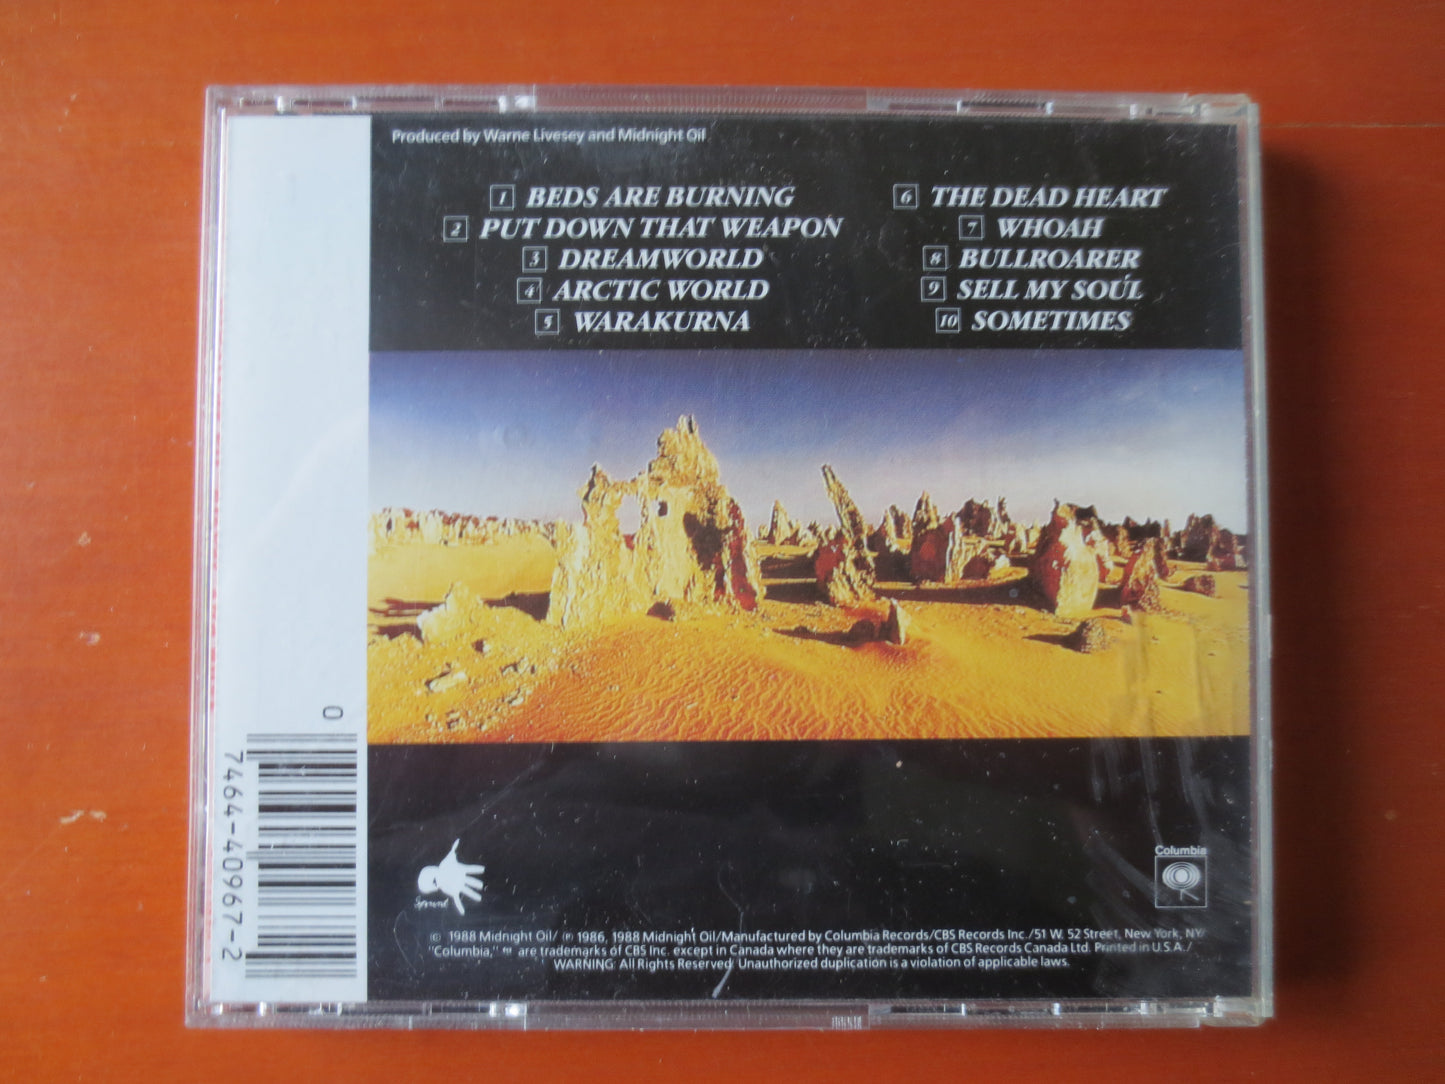 Produced by Warne Livesey and Midnight Oil
1 BEDS ARE BURNING
2 PUT DOWN THAT WEAPON
3 DREAMWORLD
4 ARCTIC WORLD
5 WARAKURNA
6 THE DEAD HEART
7 WHOAH
8 BULLROARER
9 SELL MY SOUL
10 SOMETIMES
0
7464-40967-2
Sprint
Columbia
© 1988 Midnight Oil/ ℗ 1986, 1988 Midnight Oil/Manufactured by Columbia Records/CBS Records Inc./51 W. 52 Street, New York, NY/
"Columbia," ™ are trademarks of CBS Inc. except in Canada where they are trademarks of CBS Records Canada Ltd. Printed in U.S.A./
WARNING: All Rights Reserved. Unauthorized duplication is a violation of applicable laws.